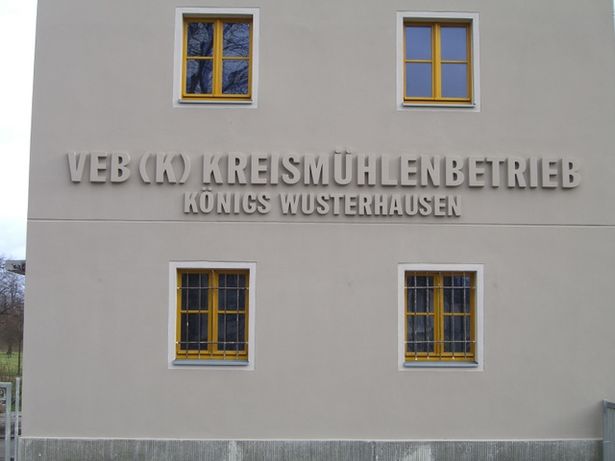 VEB (K) KREISMÜHLENBETRIEB
KÖNIGS WUSTERHAUSEN